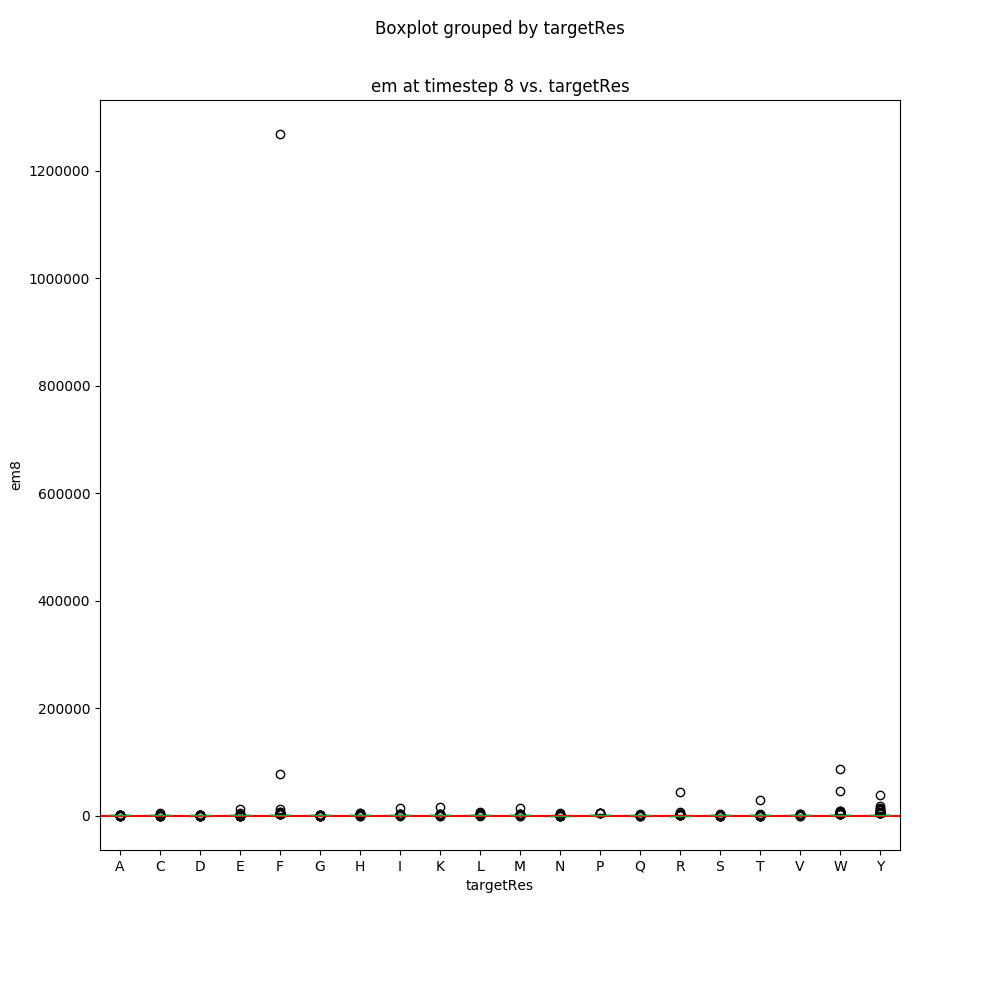 Boxplot grouped by targetRes
em at timestep 8 vs. targetRes
1200000
1000000
800000
600000
400000
200000
0
em8
A C D E F G H I K L M N P Q R S T V W Y
targetRes